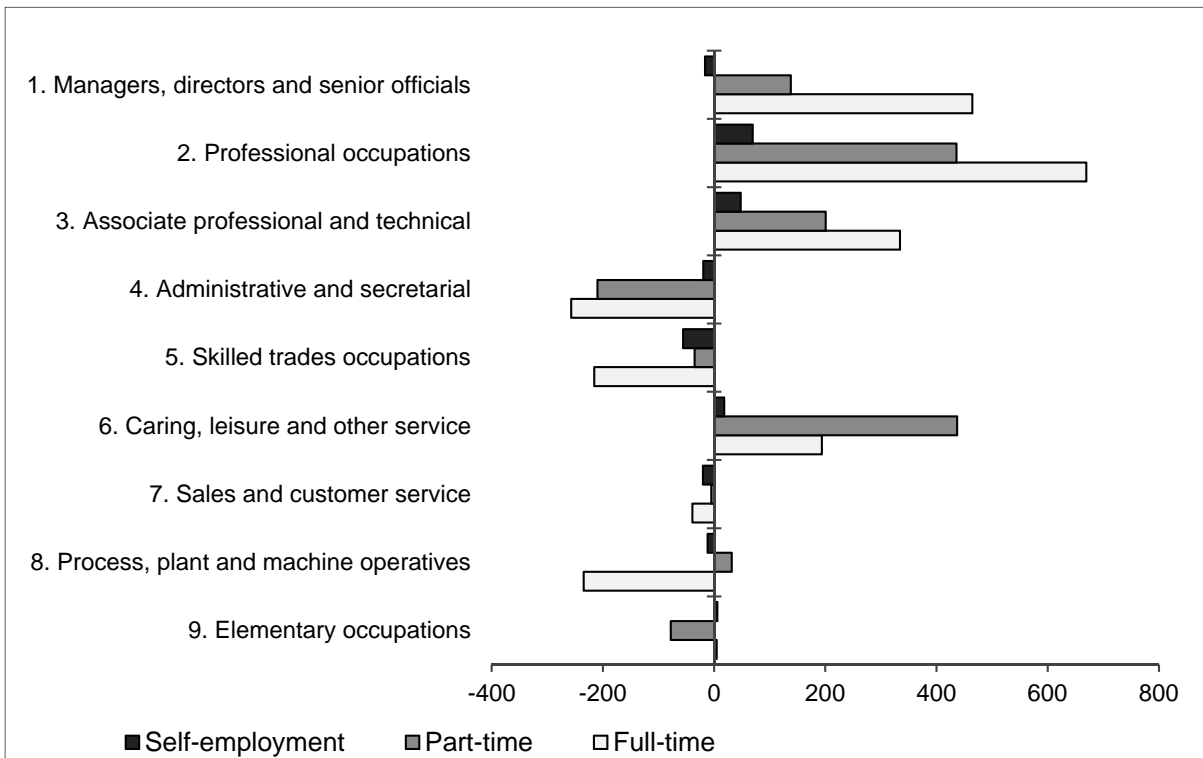 1. Managers, directors and senior officials
2. Professional occupations
3. Associate professional and technical
4. Administrative and secretarial
5. Skilled trades occupations
6. Caring, leisure and other service
7. Sales and customer service
8. Process, plant and machine operatives
9. Elementary occupations
-400 -200 0 200 400 600 800
Self-employment Part-time Full-time